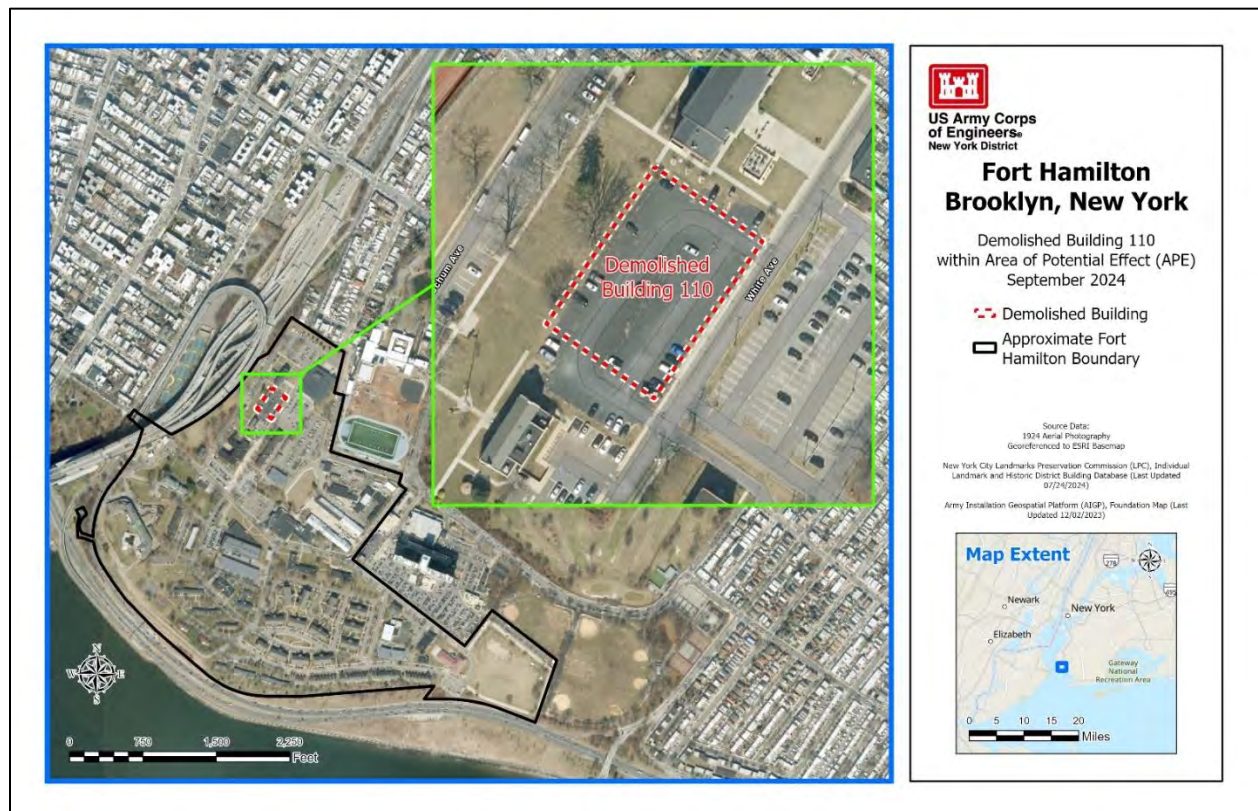 chum Ave
White Ave
Demolished
Building 110
N
W E
S
0 750 1,500 2,250
Feet
US Army Corps
of Engineers®
New York District
Fort Hamilton
Brooklyn, New York
Demolished Building 110
within Area of Potential Effect (APE)
September 2024
Demolished Building
Approximate Fort
Hamilton Boundary
Source Data:
1924 Aerial Photography
Georeferenced to ESRI Basemap
New York City Landmarks Preservation Commission (LPC), Individual
Landmark and Historic District Building Database (Last Updated
07/24/2024)
Army Installation Geospatial Platform (AIGP), Foundation Map (Last
Updated 12/02/2023)
Map Extent
278
495
Newark
New York
Elizabeth
Gateway
National
Recreation Area
0 5 10 15 20
Miles